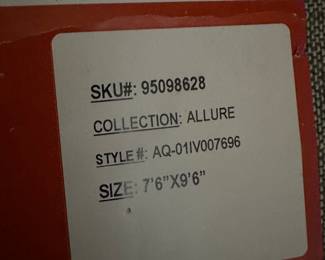 SKU#: 95098628
COLLECTION: ALLURE
STYLE#: AQ-01IV007696
SIZE: 7'6"X9'6"